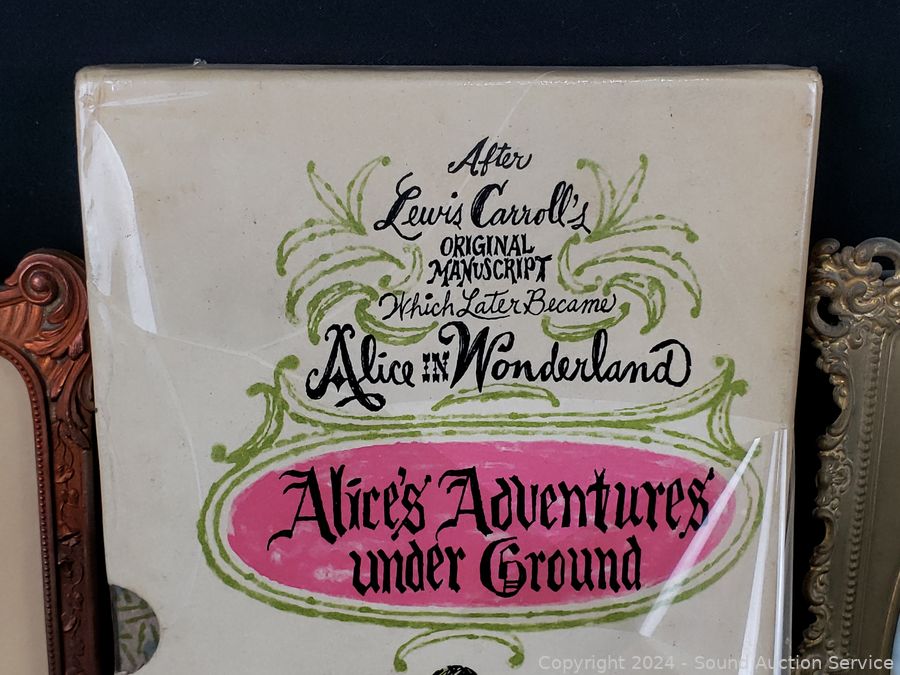 After
Lewis Carroll's
ORIGINAL
MANUSCRIPT
Which Later Became
Alice IN Wonderland
Alice's Adventures
under Ground
Copyright 2024 - Sound Auction Service